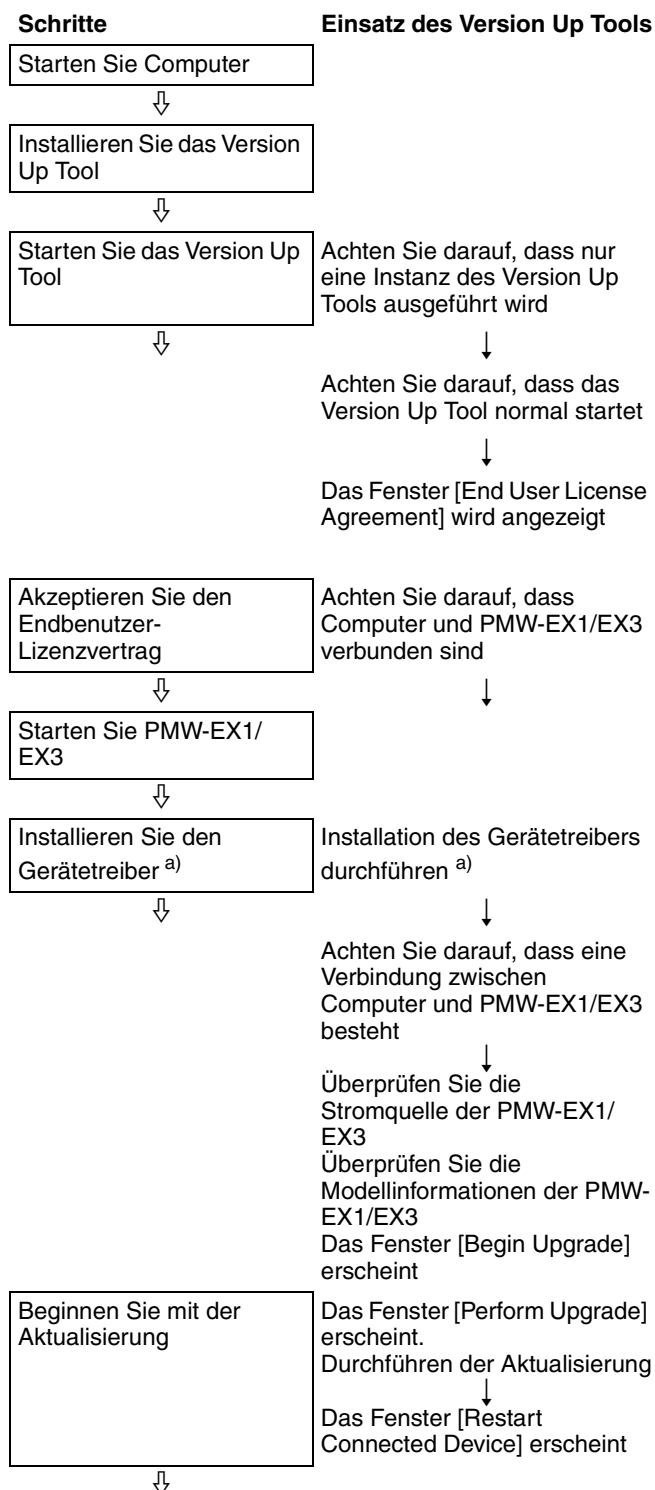 Schritte
Einsatz des Version Up Tools
Starten Sie Computer
Installieren Sie das Version
Up Tool
Starten Sie das Version Up
Tool
Achten Sie darauf, dass nur
eine Instanz des Version Up
Tools ausgeführt wird
Achten Sie darauf, dass das
Version Up Tool normal startet
Das Fenster [End User License
Agreement] wird angezeigt
Akzeptieren Sie den
Endbenutzer-
Lizenzvertrag
Achten Sie darauf, dass
Computer und PMW-EX1/EX3
verbunden sind
Starten Sie PMW-EX1/
EX3
Installieren Sie den
Gerätetreiber a)
Installation des Gerätetreibers
durchführen a)
Achten Sie darauf, dass eine
Verbindung zwischen
Computer und PMW-EX1/EX3
besteht
Überprüfen Sie die
Stromquelle der PMW-EX1/
EX3
Überprüfen Sie die
Modellinformationen der PMW-
EX1/EX3
Das Fenster [Begin Upgrade]
erscheint
Beginnen Sie mit der
Aktualisierung
Das Fenster [Perform Upgrade]
erscheint.
Durchführen der Aktualisierung
Das Fenster [Restart
Connected Device] erscheint